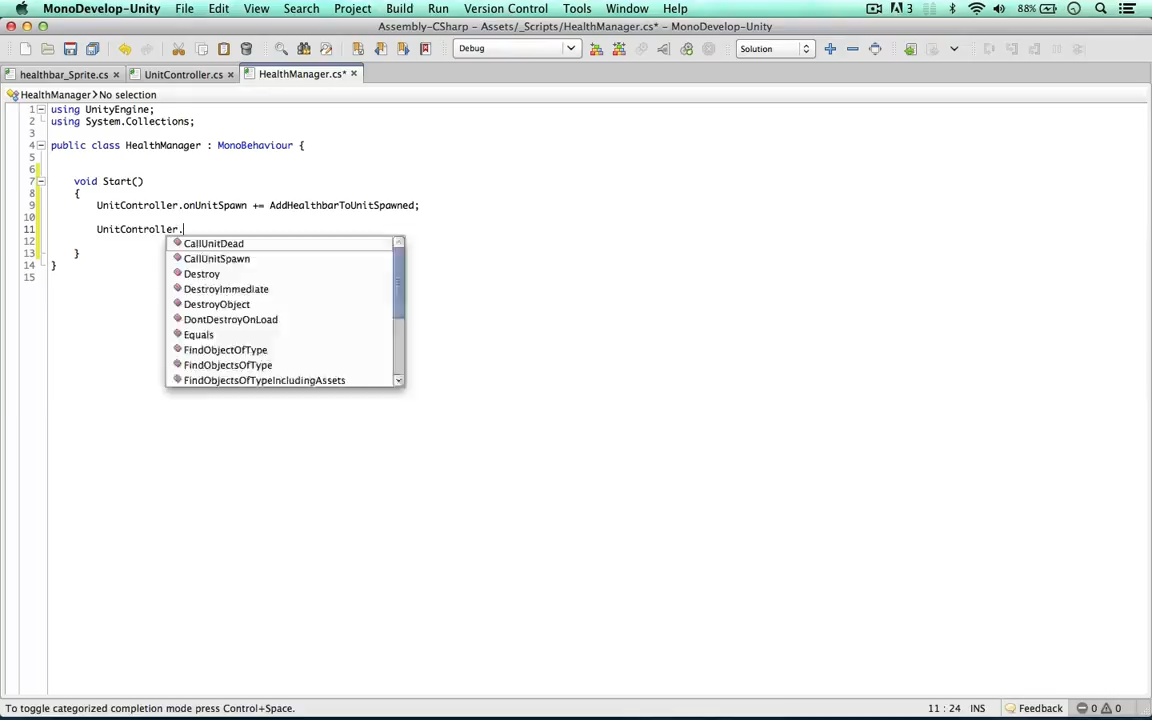 MonoDevelop-Unity File Edit View Search Project Build Run Version Control Tools Window Help 3 88%
Assembly-CSharp – Assets/_Scripts/HealthManager.cs* – MonoDevelop-Unity
Debug Solution
healthbar_Sprite.cs UnitController.cs HealthManager.cs*
HealthManager No selection
1 using UnityEngine;
2 using System.Collections;
3
4 public class HealthManager : MonoBehaviour {
5
6
7 void Start()
8 {
9 UnitController.onUnitSpawn += AddHealthbarToUnitSpawned;
10
11 UnitController.
12
13 }
14 }
15
CallUnitDead
CallUnitSpawn
Destroy
DestroyImmediate
DestroyObject
DontDestroyOnLoad
Equals
FindObjectOfType
FindObjectsOfType
FindObjectsOfTypeIncludingAssets
To toggle categorized completion mode press Control+Space. 11 : 24 INS Feedback 0 0